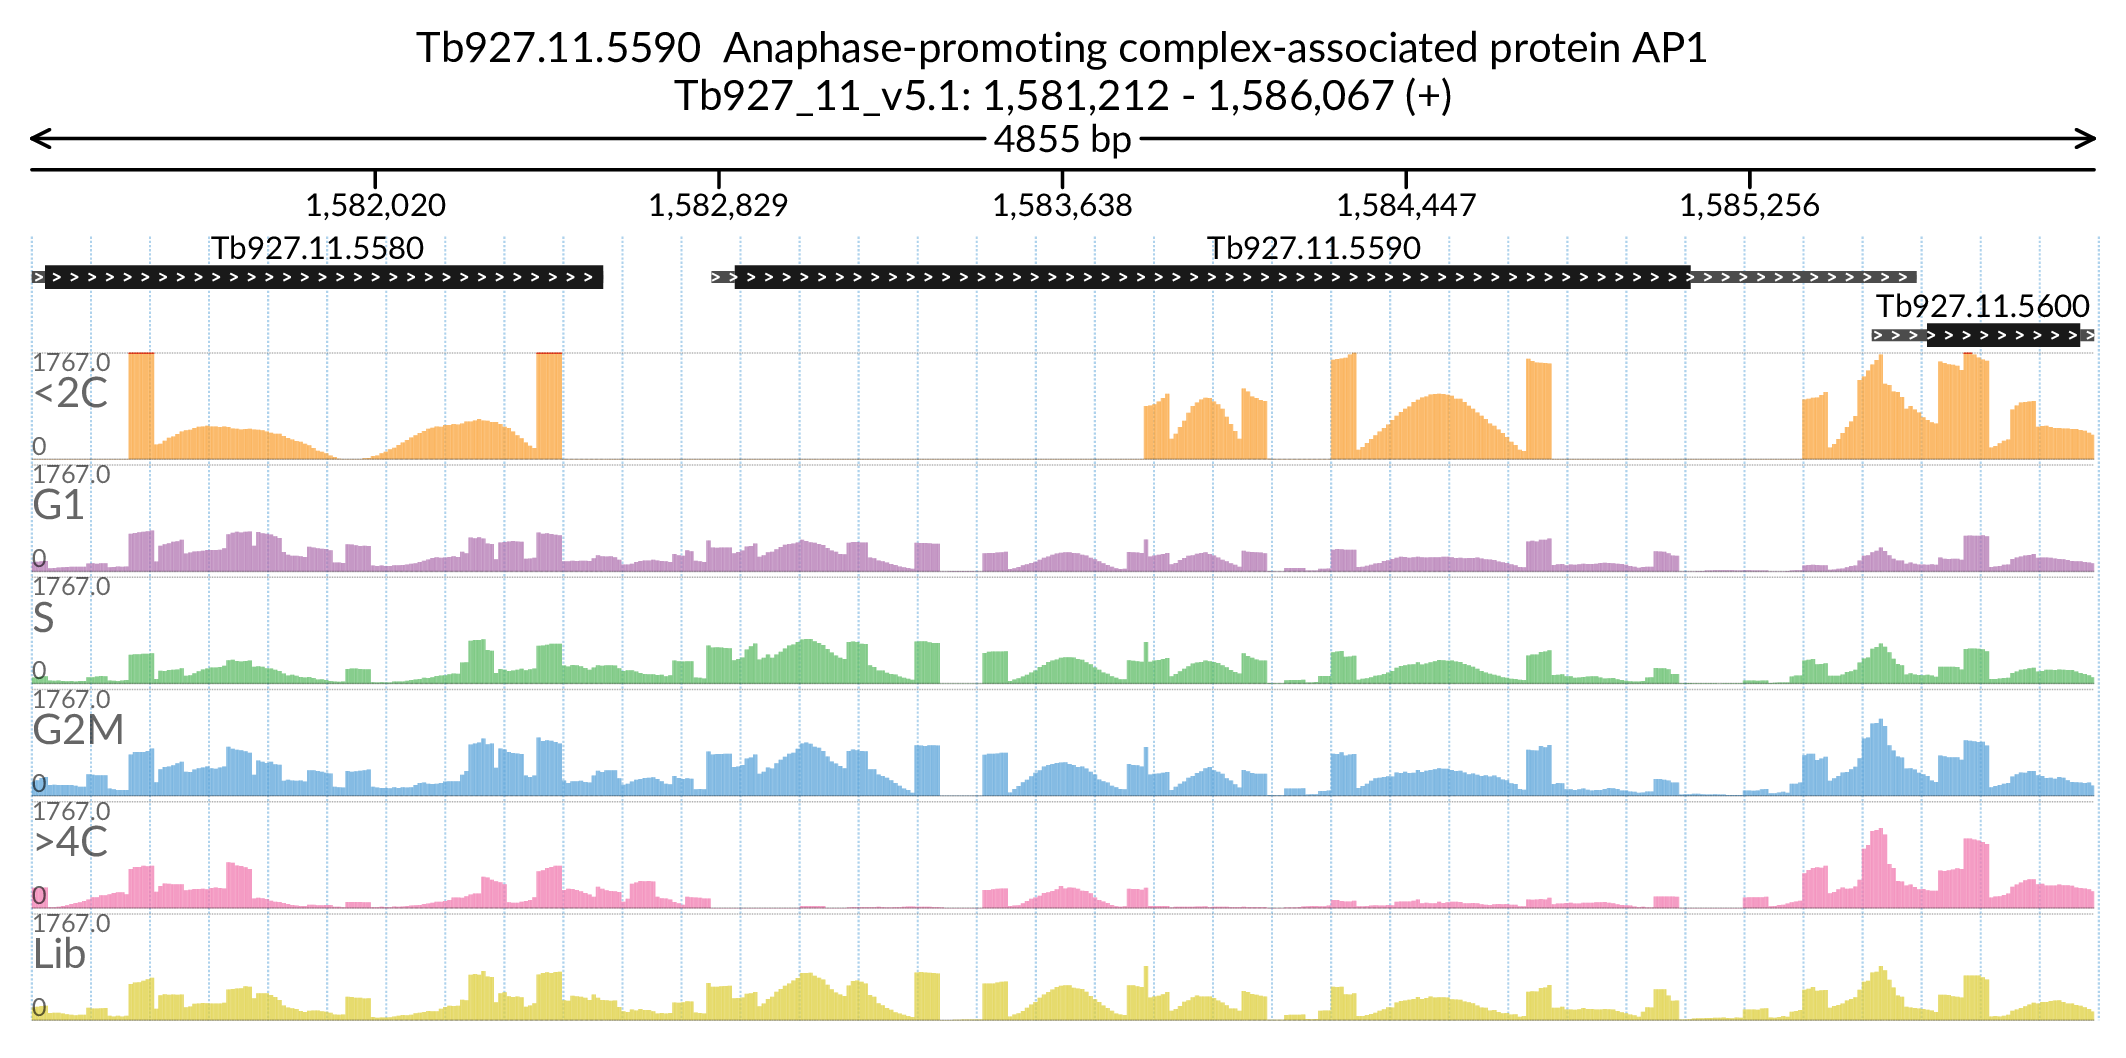 Tb927.11.5590  Anaphase-promoting complex-associated protein AP1
Tb927_11_v5.1: 1,581,212 - 1,586,067 (+)
4855 bp
1,582,020 1,582,829 1,583,638 1,584,447 1,585,256
Tb927.11.5580 Tb927.11.5590
Tb927.11.5600
1767.0
<2C
0
1767.0
G1
0
1767.0
S
0
1767.0
G2M
0
1767.0
>4C
0
1767.0
Lib
0